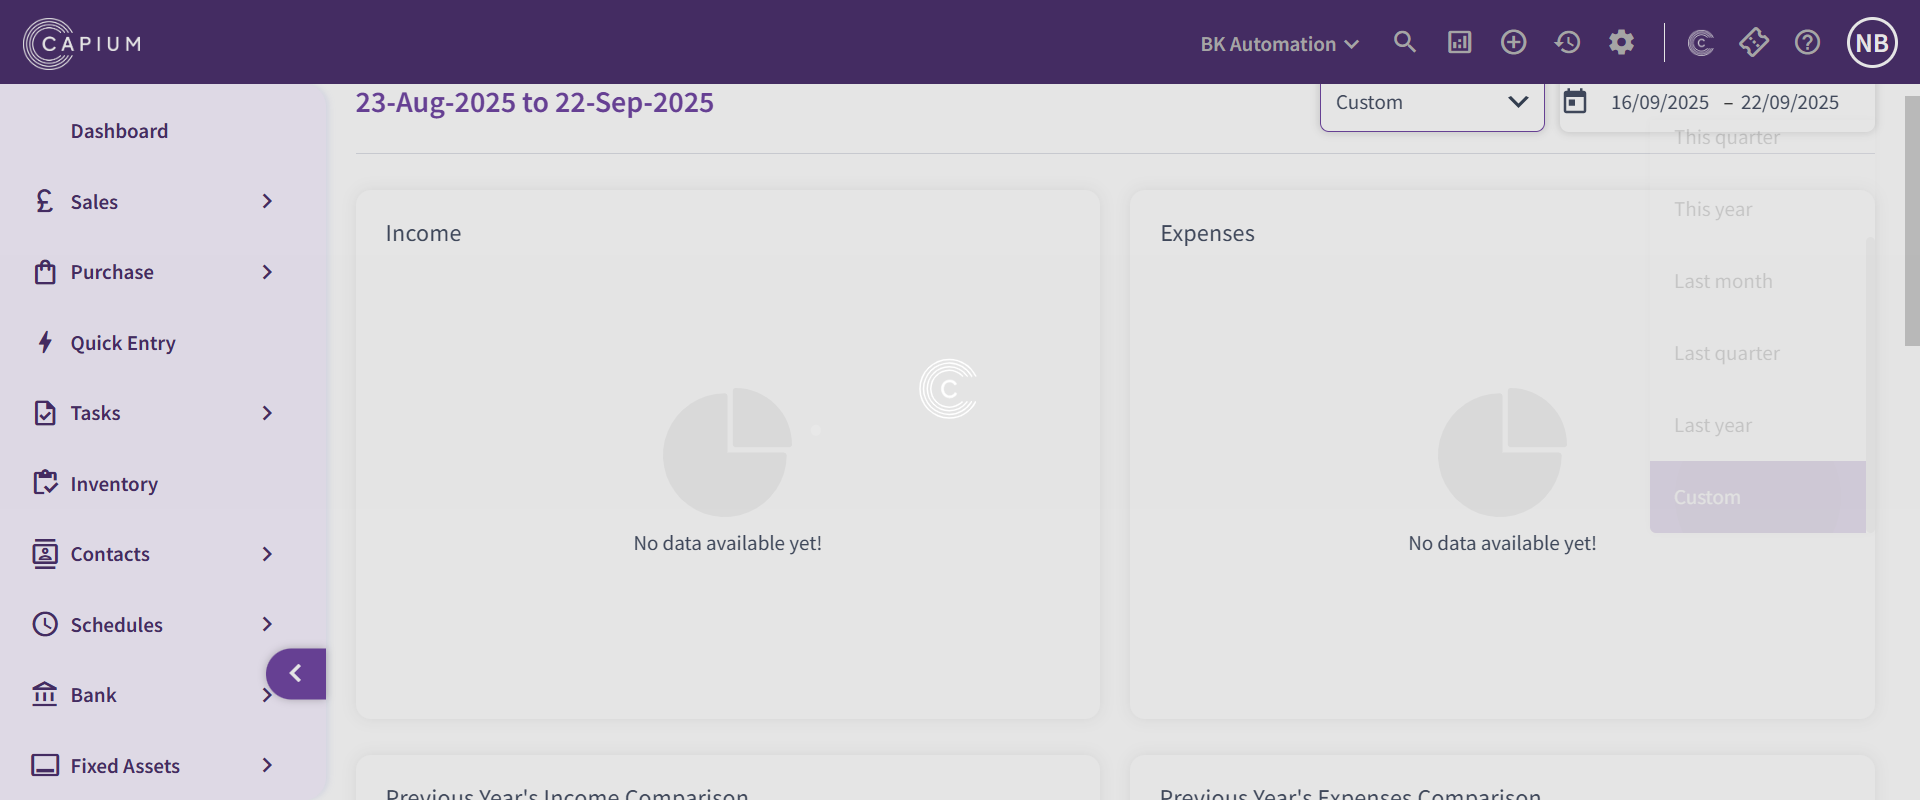 CAPIUM
BK Automation
NB
23-Aug-2025 to 22-Sep-2025
Custom
16/09/2025 – 22/09/2025
Dashboard
Sales
Purchase
Quick Entry
Tasks
Inventory
Contacts
Schedules
Bank
Fixed Assets
Income
No data available yet!
Expenses
No data available yet!
This quarter
This year
Last month
Last quarter
Last year
Custom
C
Previous Year's Income Comparison
Previous Year's Expenses Comparison